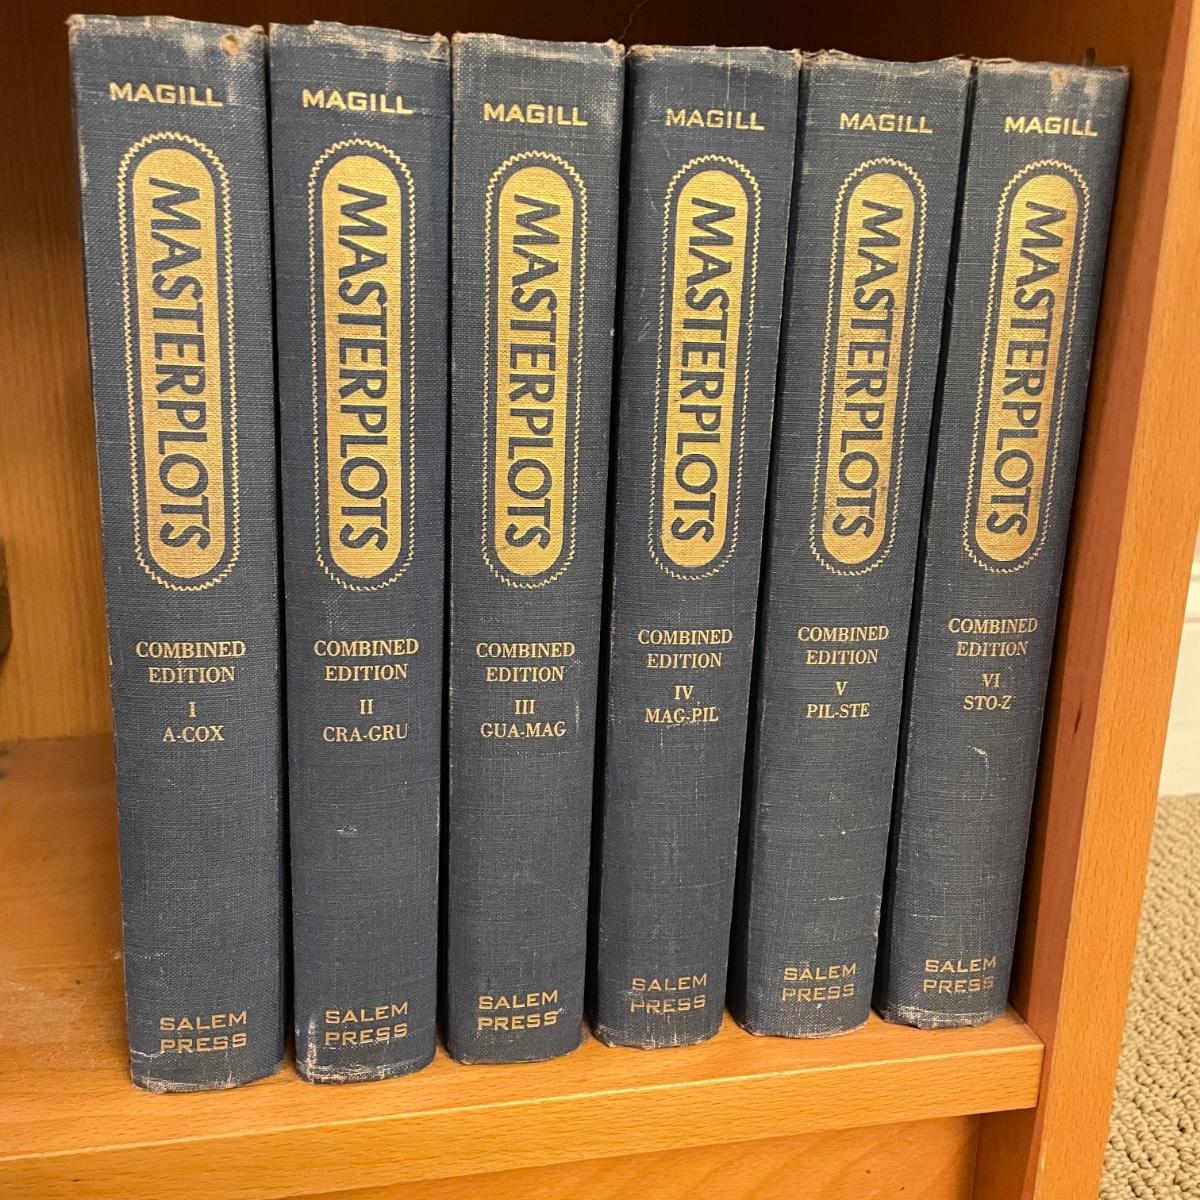 MAGILL
MASTERPLOTS
COMBINED
EDITION
I
A-COX
SALEM
PRESS
MAGILL
MASTERPLOTS
COMBINED
EDITION
II
CRA-GRU
SALEM
PRESS
MAGILL
MASTERPLOTS
COMBINED
EDITION
III
GUA-MAG
SALEM
PRESS
MAGILL
MASTERPLOTS
COMBINED
EDITION
IV
MAG-PIL
SALEM
PRESS
MAGILL
MASTERPLOTS
COMBINED
EDITION
V
PIL-STE
SALEM
PRESS
MAGILL
MASTERPLOTS
COMBINED
EDITION
VI
STO-Z
SALEM
PRESS